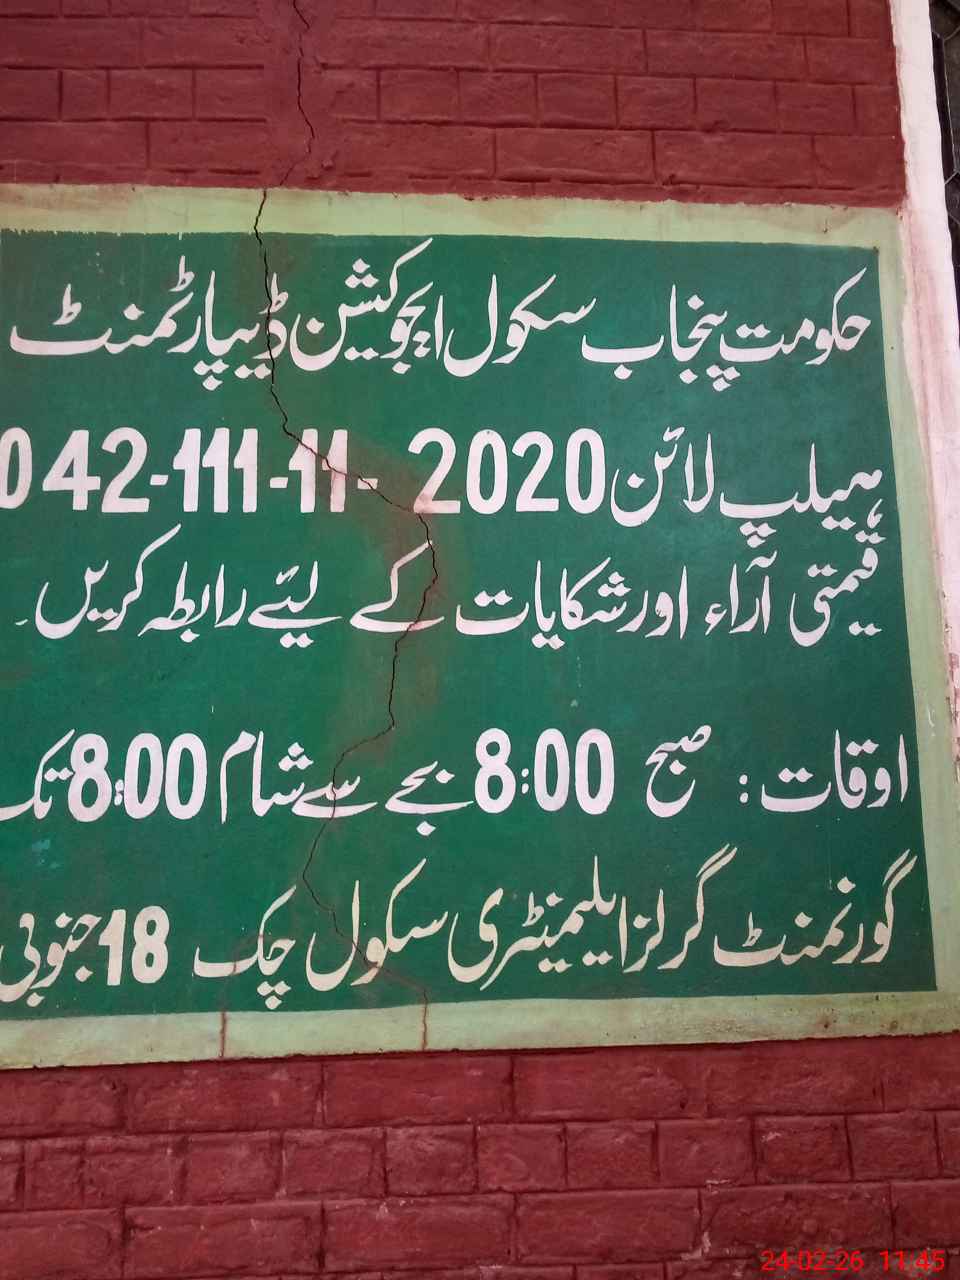 حکومت پنجاب سکول ایجوکیشن ڈیپارٹمنٹ
ہیلپ لائن 042-111-11-2020
قیمتی آراء اور شکایات کے لیئے رابطہ کریں۔
اوقات: صبح 8:00 بجے سے شام 8:00 تک
گورنمنٹ گرلز ایلیمنٹری سکول چک 18 جنوبی
24-02-26 11:45